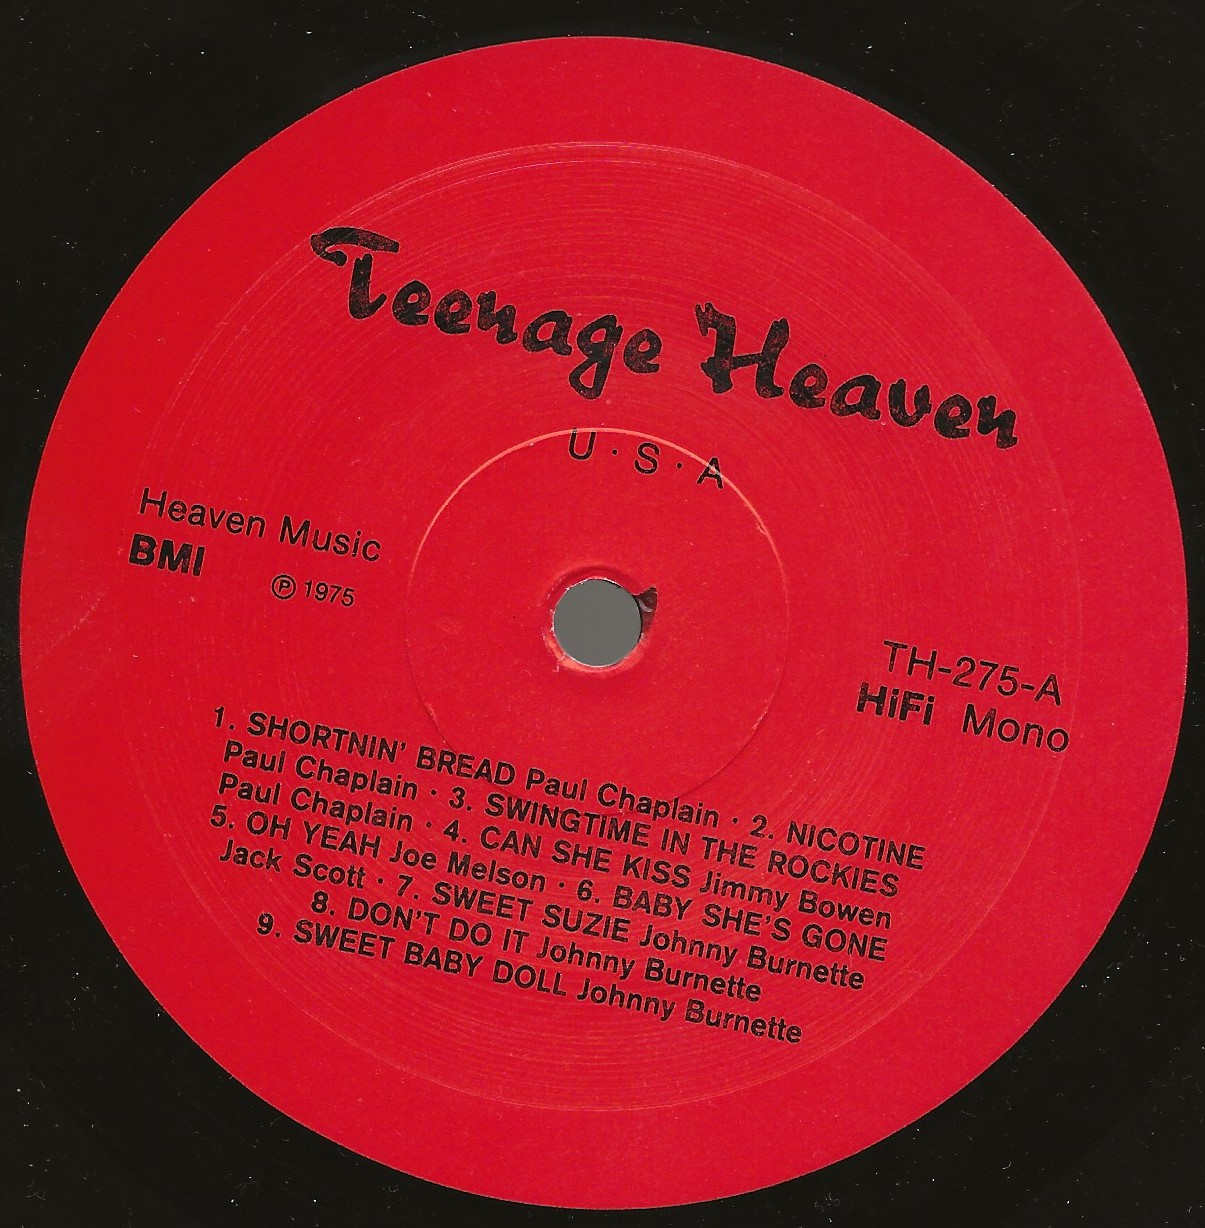 Teenage Heaven
U·S·A
Heaven Music
BMI
℗ 1975
TH-275-A
HiFi Mono
1. SHORTNIN' BREAD Paul Chaplain · 2. NICOTINE
Paul Chaplain · 3. SWINGTIME IN THE ROCKIES
Paul Chaplain · 4. CAN SHE KISS Jimmy Bowen
5. OH YEAH Joe Melson · 6. BABY SHE'S GONE
Jack Scott · 7. SWEET SUZIE Johnny Burnette
8. DON'T DO IT Johnny Burnette
9. SWEET BABY DOLL Johnny Burnette